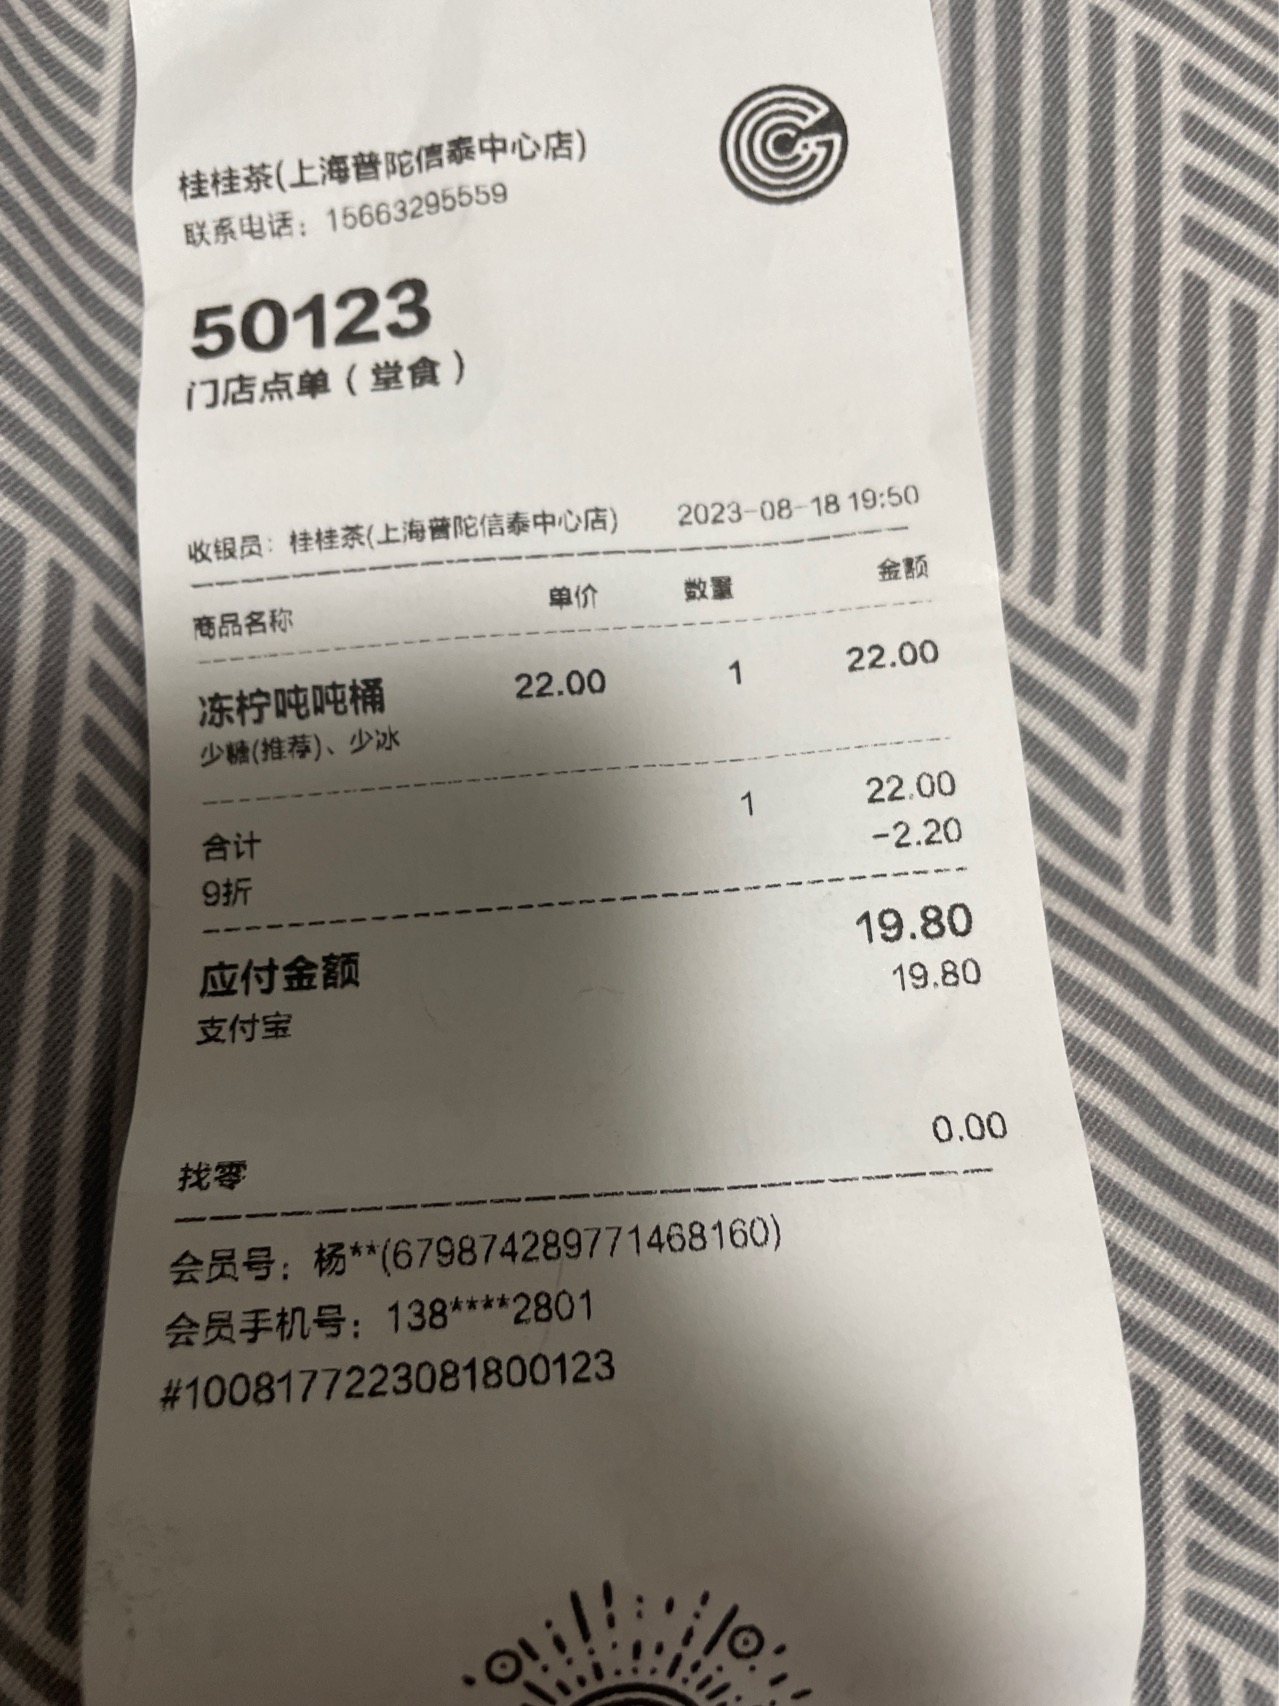 桂桂茶(上海普陀信泰中心店)
联系电话：15663295559
50123
门店点单（堂食）
收银员：桂桂茶(上海普陀信泰中心店) 2023-08-18 19:50
商品名称 单价 数量 金额
冻柠吨吨桶 22.00 1 22.00
少糖(推荐)、少冰
合计 1 22.00
9折 -2.20
应付金额 19.80
支付宝 19.80
找零 0.00
会员号：杨**(679874289771468160)
会员手机号：138****2801
#1008177223081800123